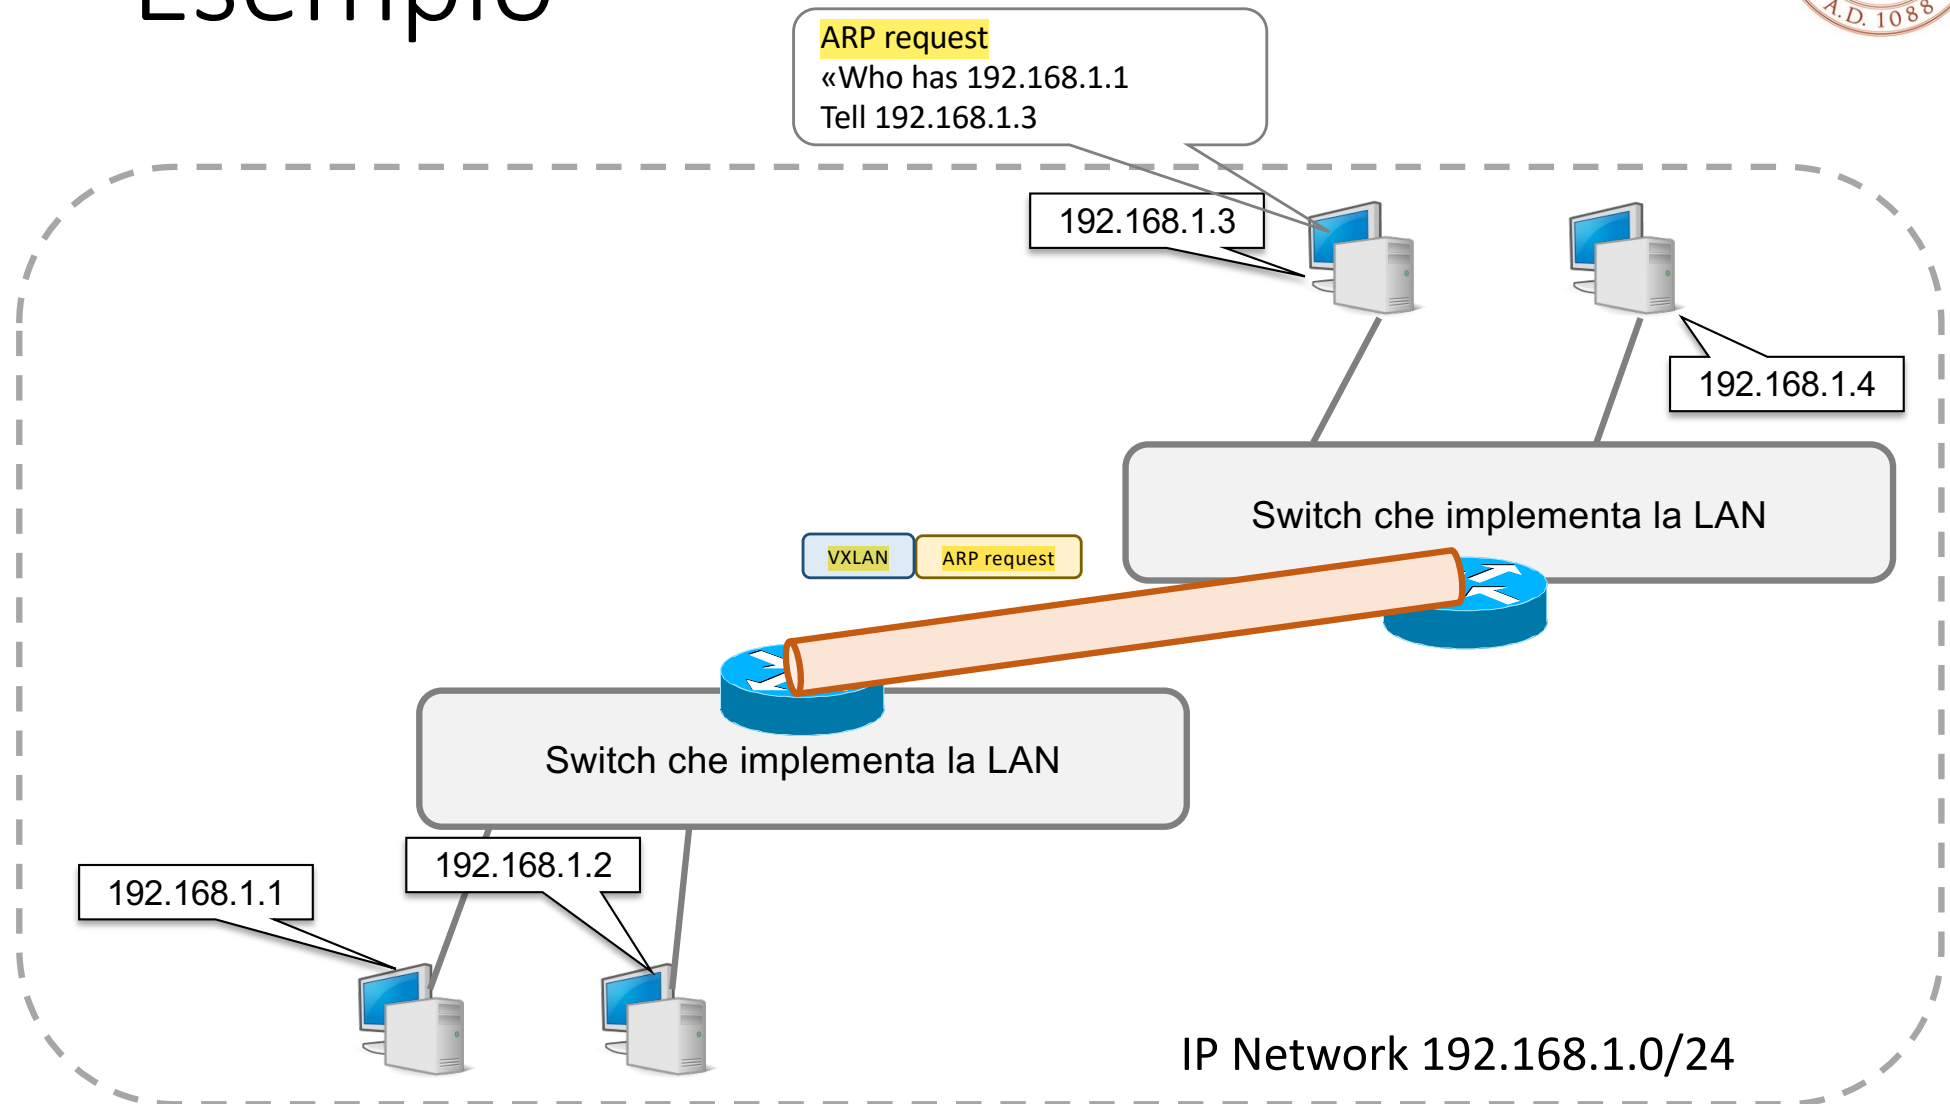 Esempio
A.D. 1088
ARP request
«Who has 192.168.1.1
Tell 192.168.1.3
192.168.1.3
192.168.1.4
Switch che implementa la LAN
VXLAN
ARP request
Switch che implementa la LAN
192.168.1.2
192.168.1.1
IP Network 192.168.1.0/24